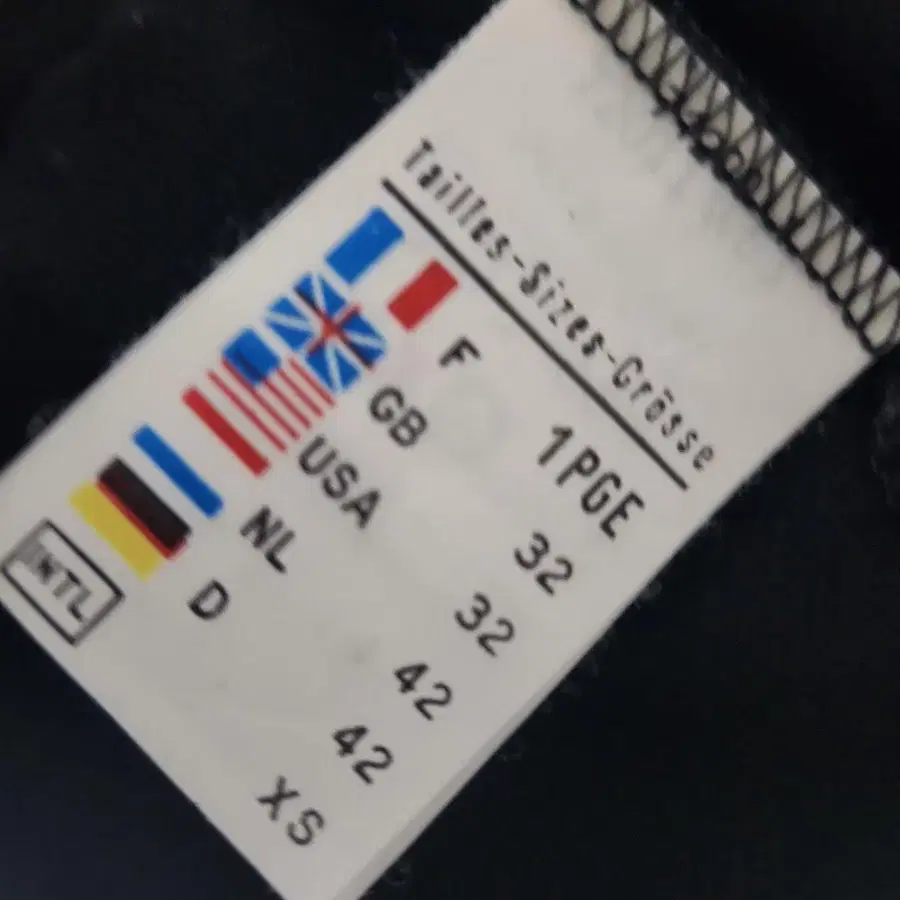 Tailles-Sizes-Grösse
F 1PGE
GB 32
USA 32
NL 42
D 42
INTL XS